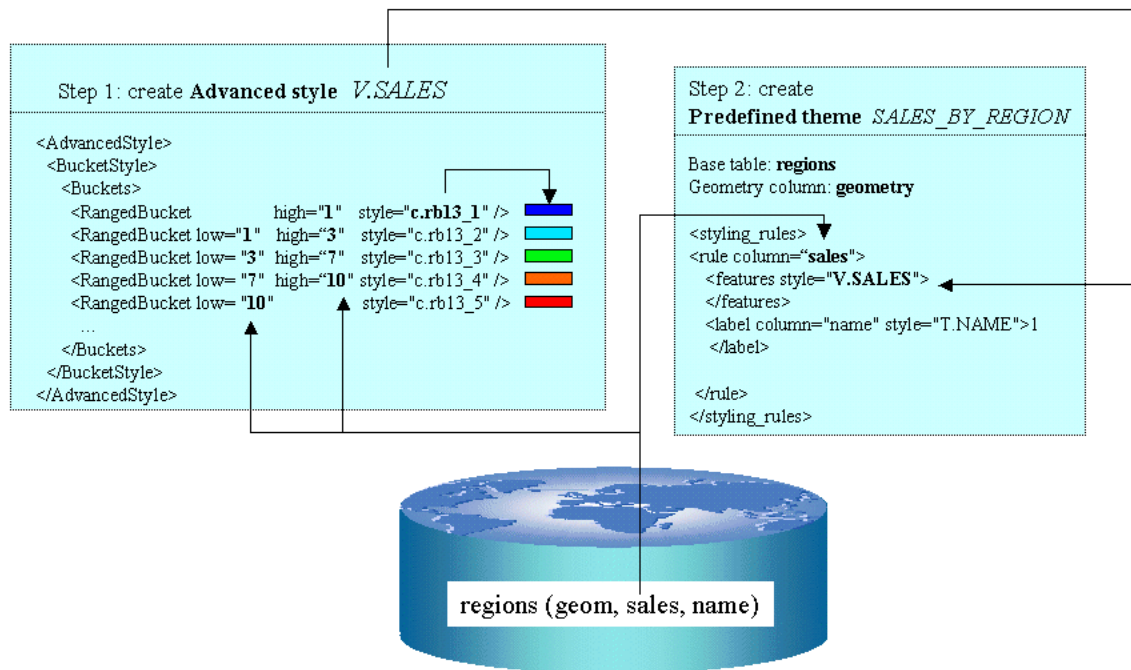 Step 1: create Advanced style V.SALES
<AdvancedStyle>
<BucketStyle>
<Buckets>
<RangedBucket high="1" style="c.rb13_1" />
<RangedBucket low="1" high=“3" style="c.rb13_2" />
<RangedBucket low= "3" high=“7" style="c.rb13_3" />
<RangedBucket low= "7" high=“10" style="c.rb13_4" />
<RangedBucket low= "10" style="c.rb13_5" />
...
</Buckets>
</BucketStyle>
</AdvancedStyle>
Step 2: create
Predefined theme SALES_BY_REGION
Base table: regions
Geometry column: geometry
<styling_rules>
<rule column=“sales">
<features style="V.SALES">
</features>
<label column="name" style="T.NAME">1
</label>
</rule>
</styling_rules>
regions (geom, sales, name)